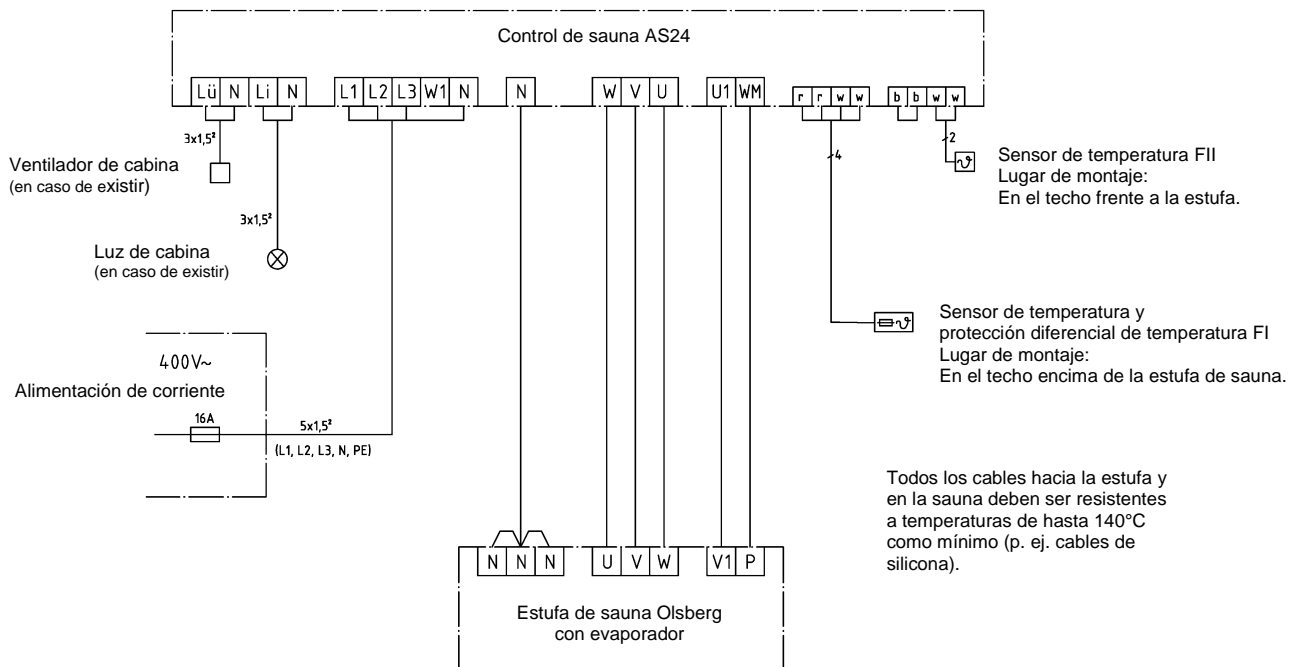 Control de sauna AS24
Lü N Li N
L1 L2 L3 W1 N
N
W V U
U1 WM
r r w w
b b w w
3x1,5²
Ventilador de cabina
(en caso de existir)
3x1,5²
Luz de cabina
(en caso de existir)
4
2
Sensor de temperatura FII
Lugar de montaje:
En el techo frente a la estufa.
Sensor de temperatura y
protección diferencial de temperatura FI
Lugar de montaje:
En el techo encima de la estufa de sauna.
400V~
Alimentación de corriente
16A
5x1,5²
(L1, L2, L3, N, PE)
Todos los cables hacia la estufa y
en la sauna deben ser resistentes
a temperaturas de hasta 140°C
como mínimo (p. ej. cables de
silicona).
N N N
U V W
V1 P
Estufa de sauna Olsberg
con evaporador